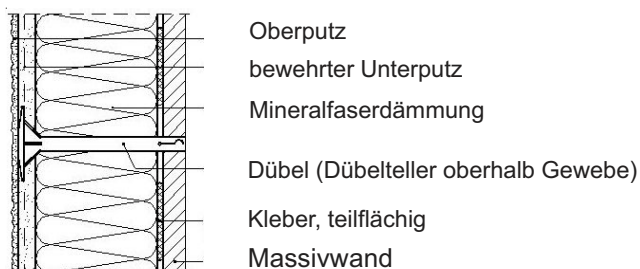 Oberputz
bewehrter Unterputz
Mineralfaserdämmung
Dübel (Dübelteller oberhalb Gewebe)
Kleber, teilflächig
Massivwand